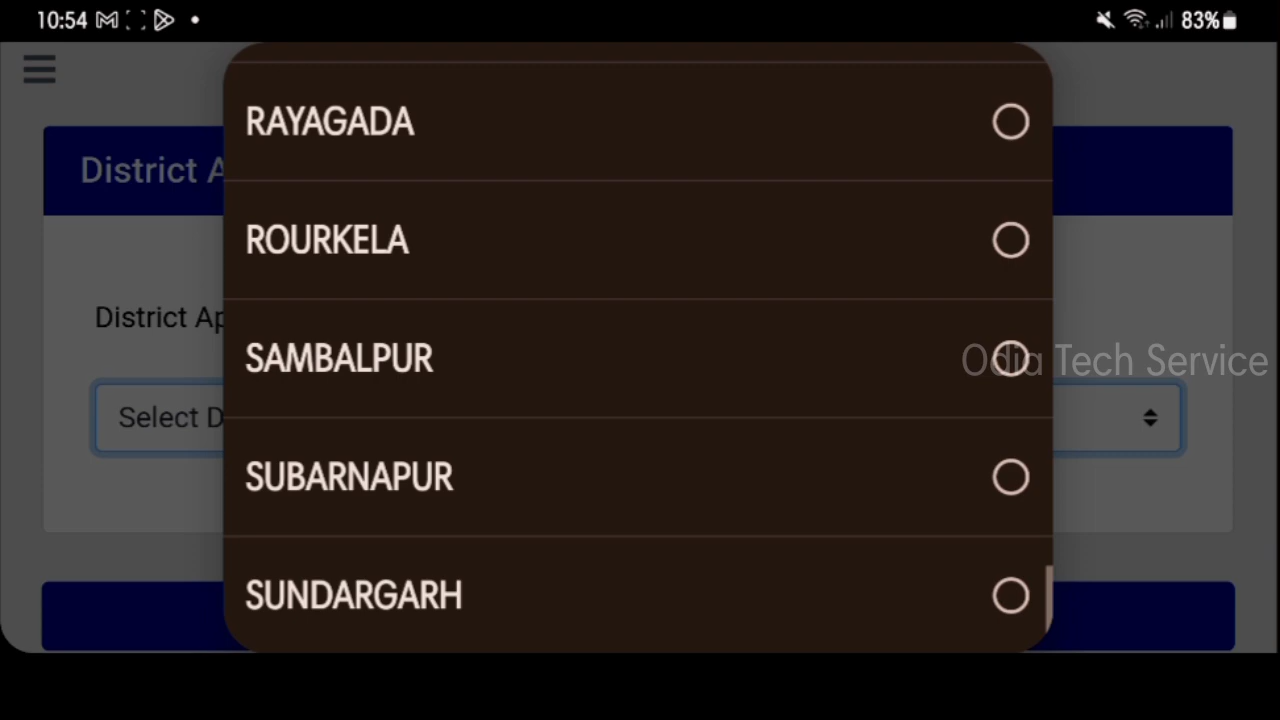 10:54
83%
District A
RAYAGADA
ROURKELA
District Ap
SAMBALPUR
Odia Tech Service
Select D
SUBARNAPUR
SUNDARGARH